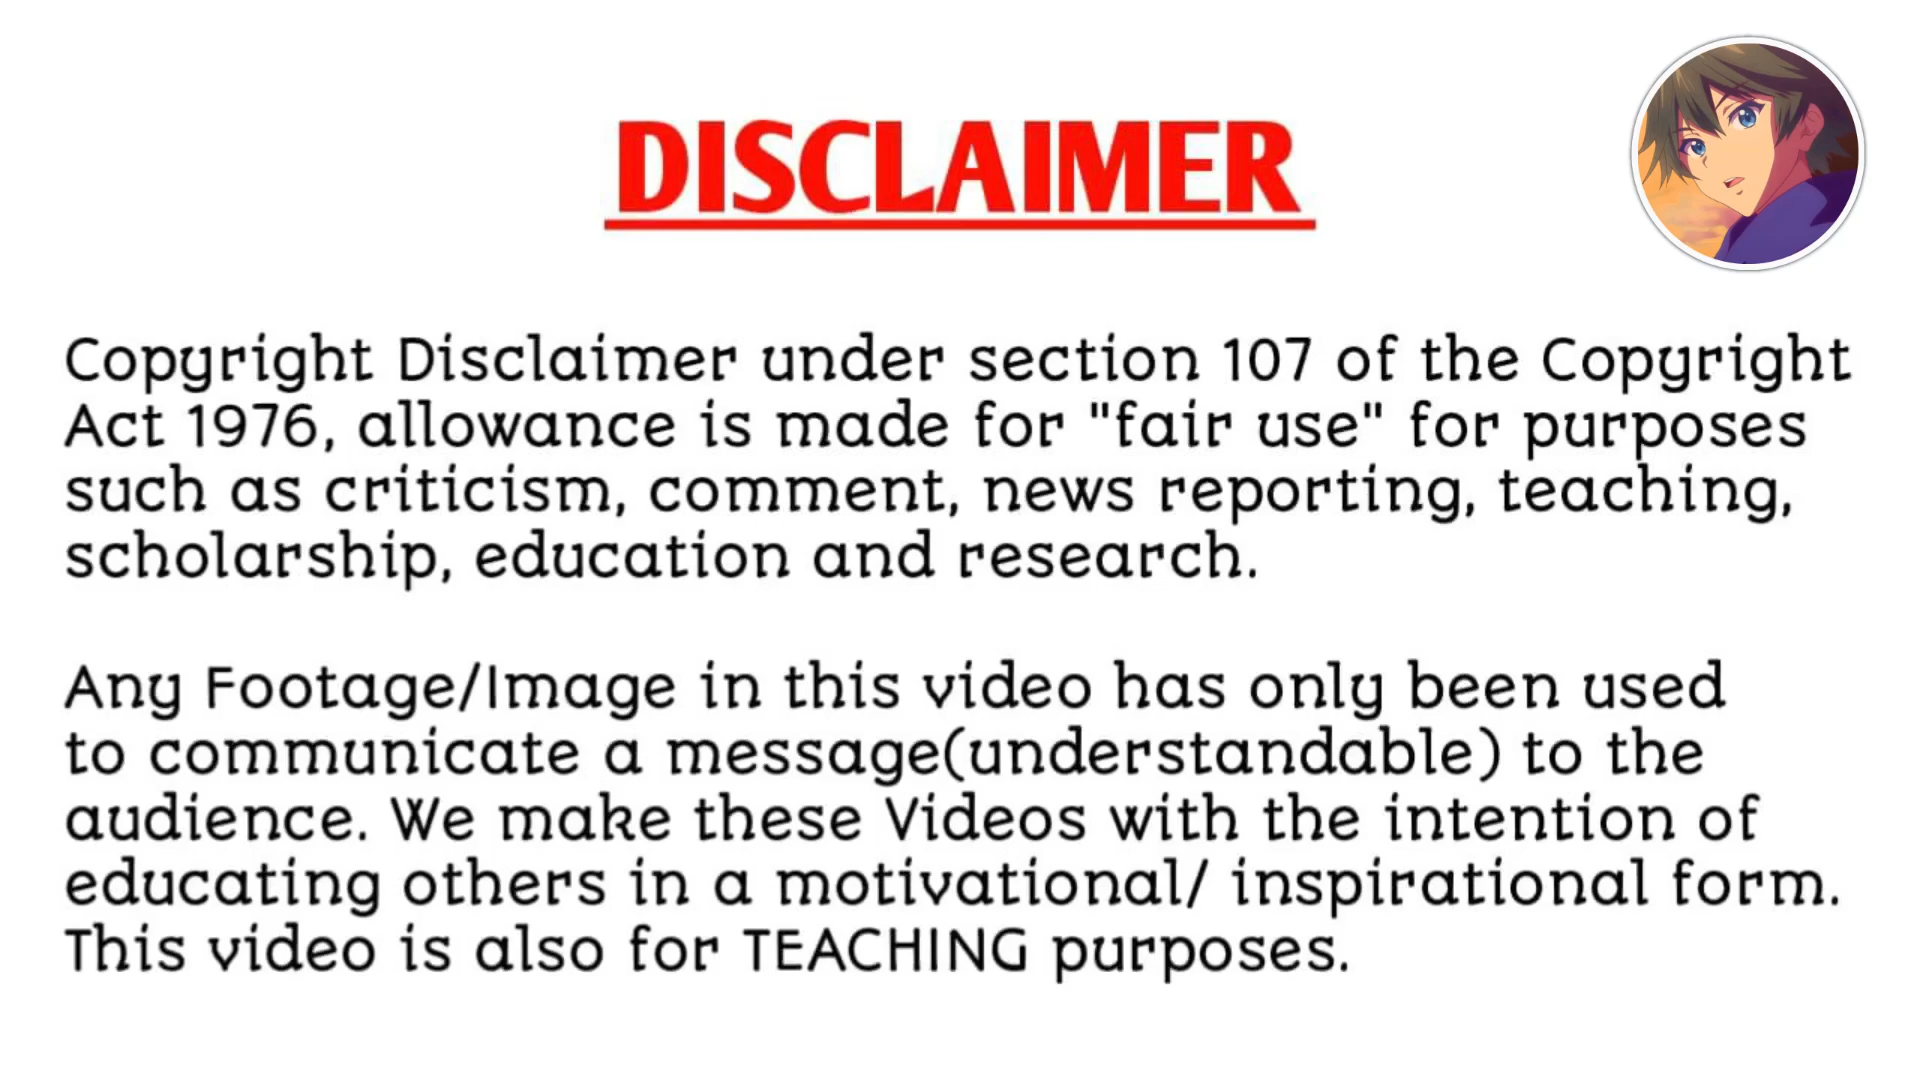 DISCLAIMER
Copyright Disclaimer under section 107 of the Copyright
Act 1976, allowance is made for "fair use" for purposes
such as criticism, comment, news reporting, teaching,
scholarship, education and research.
Any Footage/Image in this video has only been used
to communicate a message(understandable) to the
audience. We make these Videos with the intention of
educating others in a motivational/ inspirational form.
This video is also for TEACHING purposes.